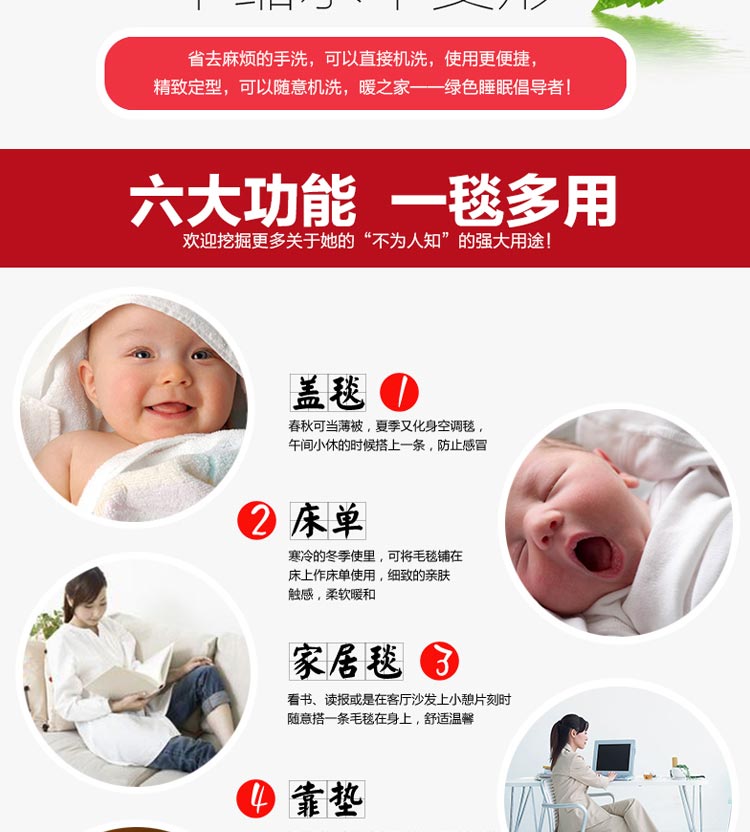 省去麻烦的手洗，可以直接机洗，使用更便捷，
精致定型，可以随意机洗，暖之家——绿色睡眠倡导者！
六大功能 一毯多用
欢迎挖掘更多关于她的“不为人知”的强大用途！
盖毯 1
春秋可当薄被，夏季又化身空调毯，
午间小休的时候搭上一条，防止感冒
2 床单
寒冷的冬季使里，可将毛毯铺在
床上作床单使用，细致的亲肤
触感，柔软暖和
家居毯 3
看书、读报或是在客厅沙发上小憩片刻时
随意搭一条毛毯在身上，舒适温馨
4 靠垫